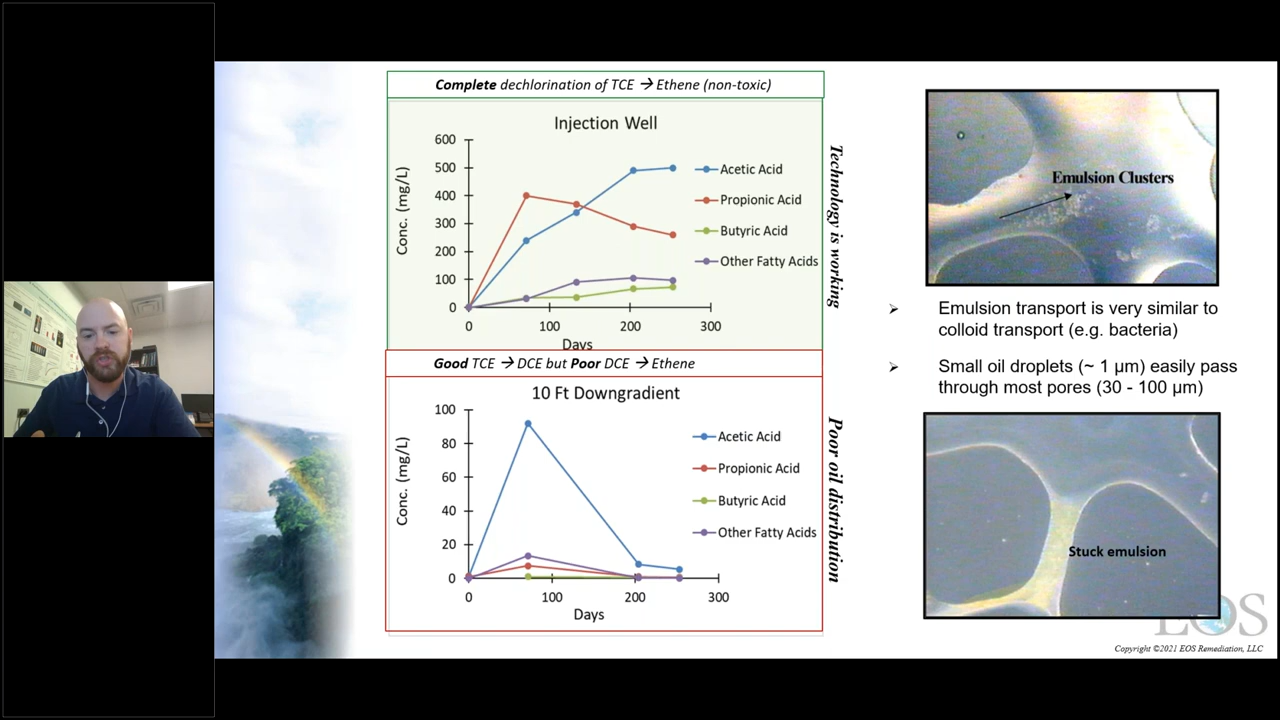 Complete dechlorination of TCE → Ethene (non-toxic)
Injection Well
600
500
400
300
200
100
0
Conc. (mg/L)
0 100 200 300
Days
Acetic Acid
Propionic Acid
Butyric Acid
Other Fatty Acids
Technology is working
Good TCE → DCE but Poor DCE → Ethene
10 Ft Downgradient
100
80
60
40
20
0
Conc. (mg/L)
0 100 200 300
Days
Acetic Acid
Propionic Acid
Butyric Acid
Other Fatty Acids
Poor oil distribution
Emulsion Clusters
➢ Emulsion transport is very similar to
colloid transport (e.g. bacteria)
➢ Small oil droplets (~ 1 µm) easily pass
through most pores (30 - 100 µm)
Stuck emulsion
EOS
Copyright ©2021 EOS Remediation, LLC